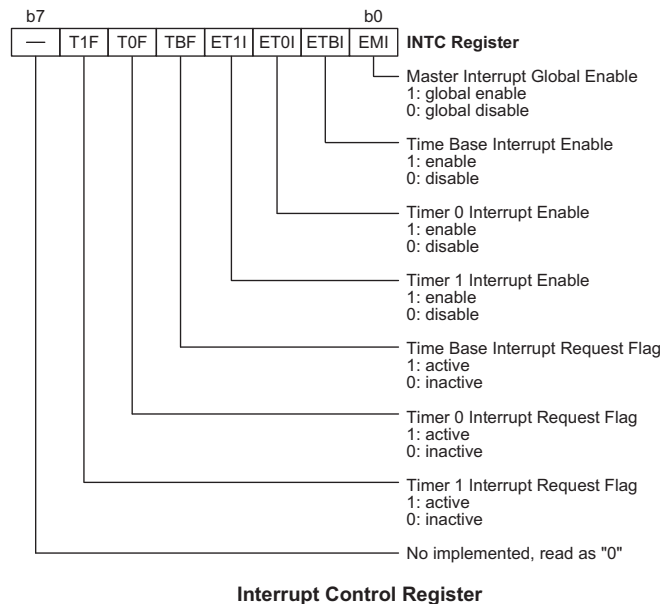 b7 b0
— T1F T0F TBF ET1I ET0I ETBI EMI INTC Register
Master Interrupt Global Enable
1: global enable
0: global disable
Time Base Interrupt Enable
1: enable
0: disable
Timer 0 Interrupt Enable
1: enable
0: disable
Timer 1 Interrupt Enable
1: enable
0: disable
Time Base Interrupt Request Flag
1: active
0: inactive
Timer 0 Interrupt Request Flag
1: active
0: inactive
Timer 1 Interrupt Request Flag
1: active
0: inactive
No implemented, read as "0"
Interrupt Control Register